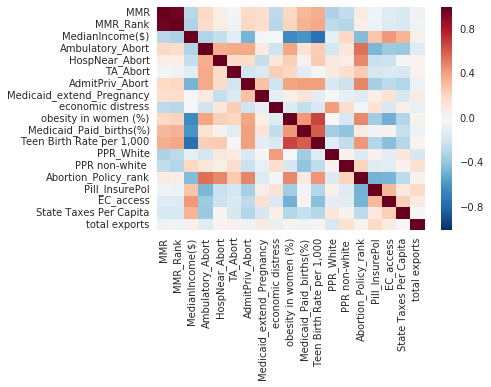 MMR
MMR_Rank
MedianIncome($)
Ambulatory_Abort
HospNear_Abort
TA_Abort
AdmitPriv_Abort
Medicaid_extend_Pregnancy
economic distress
obesity in women (%)
Medicaid_Paid_births(%)
Teen Birth Rate per 1,000
PPR_White
PPR non-white
Abortion_Policy_rank
Pill_InsurePol
EC_access
State Taxes Per Capita
total exports
MMR
MMR_Rank
MedianIncome($)
Ambulatory_Abort
HospNear_Abort
TA_Abort
AdmitPriv_Abort
Medicaid_extend_Pregnancy
economic distress
obesity in women (%)
Medicaid_Paid_births(%)
Teen Birth Rate per 1,000
PPR_White
PPR non-white
Abortion_Policy_rank
Pill_InsurePol
EC_access
State Taxes Per Capita
total exports
0.8
0.4
0.0
−0.4
−0.8